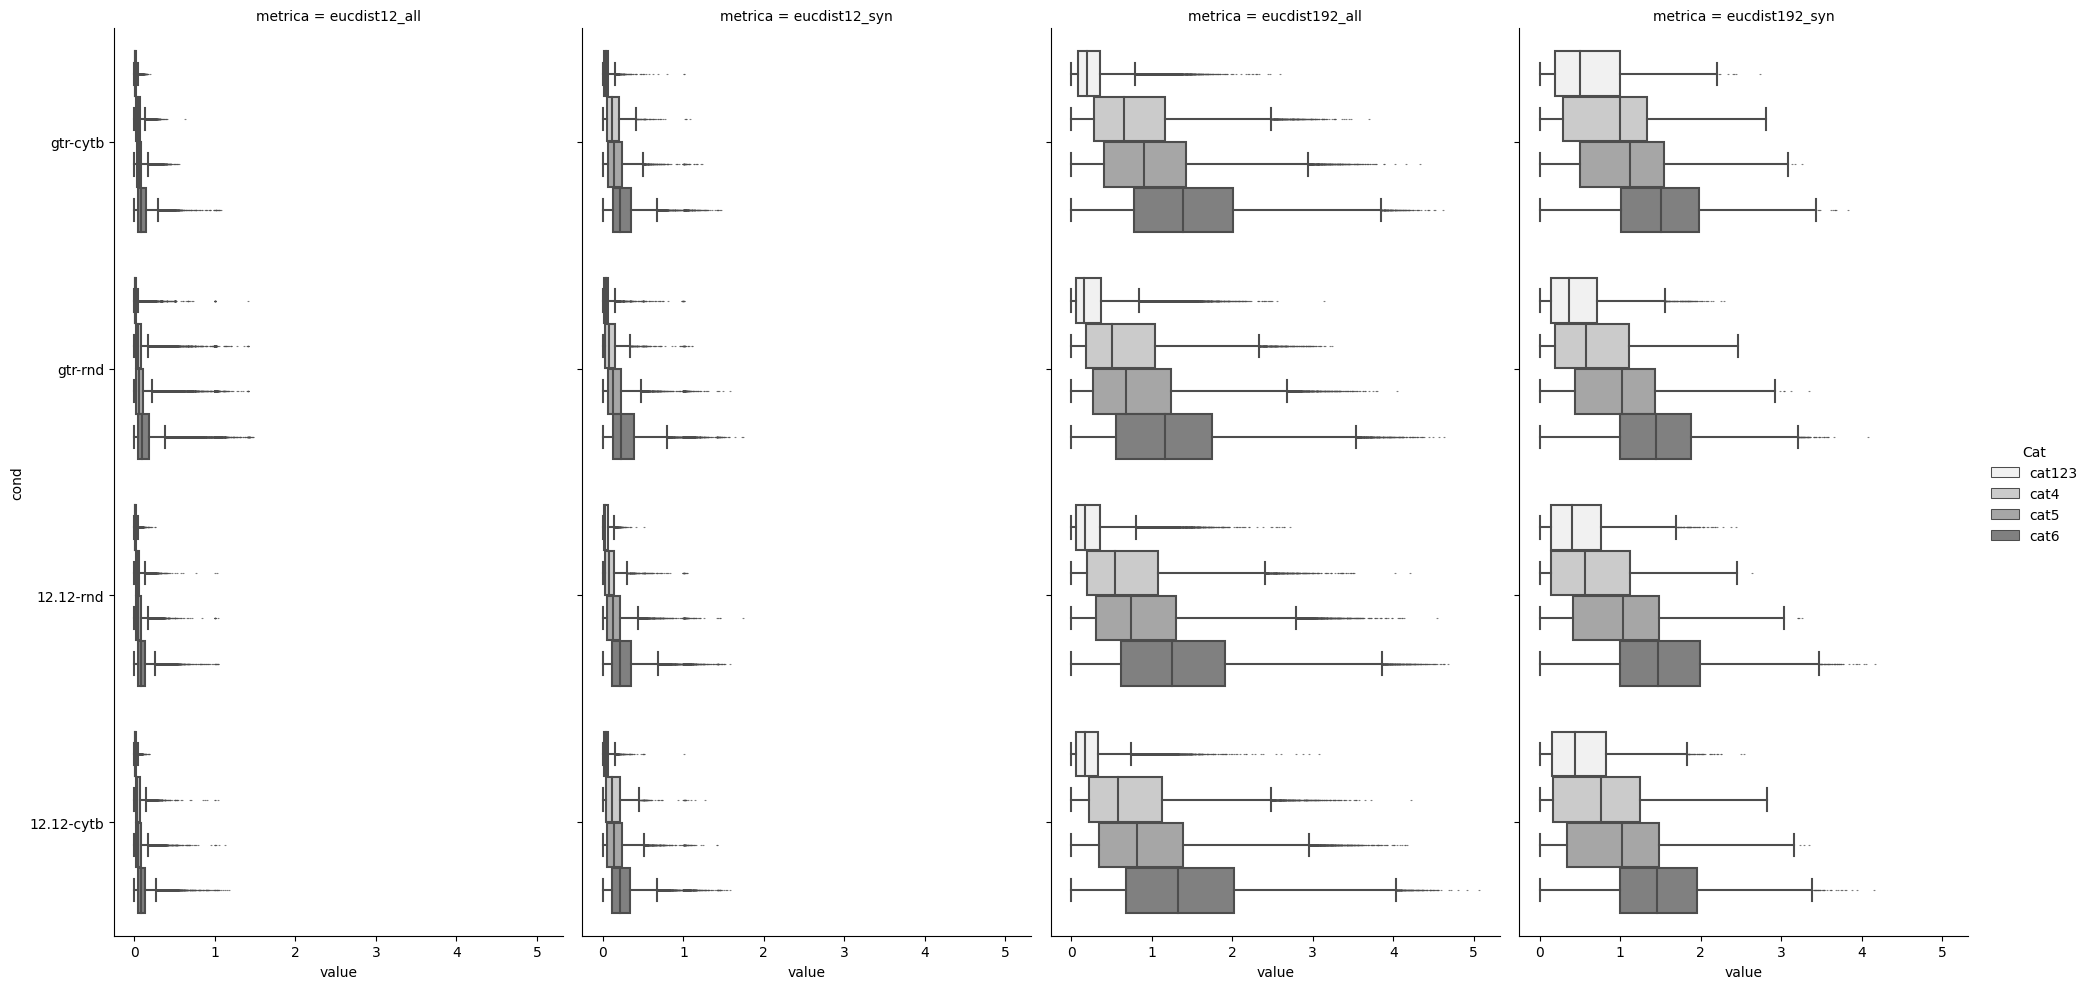 metrica = eucdist12_all
metrica = eucdist12_syn
metrica = eucdist192_all
metrica = eucdist192_syn
cond
gtr-cytb
gtr-rnd
12.12-rnd
12.12-cytb
Cat
cat123
cat4
cat5
cat6
0 1 2 3 4 5
0 1 2 3 4 5
0 1 2 3 4 5
0 1 2 3 4 5
value
value
value
value